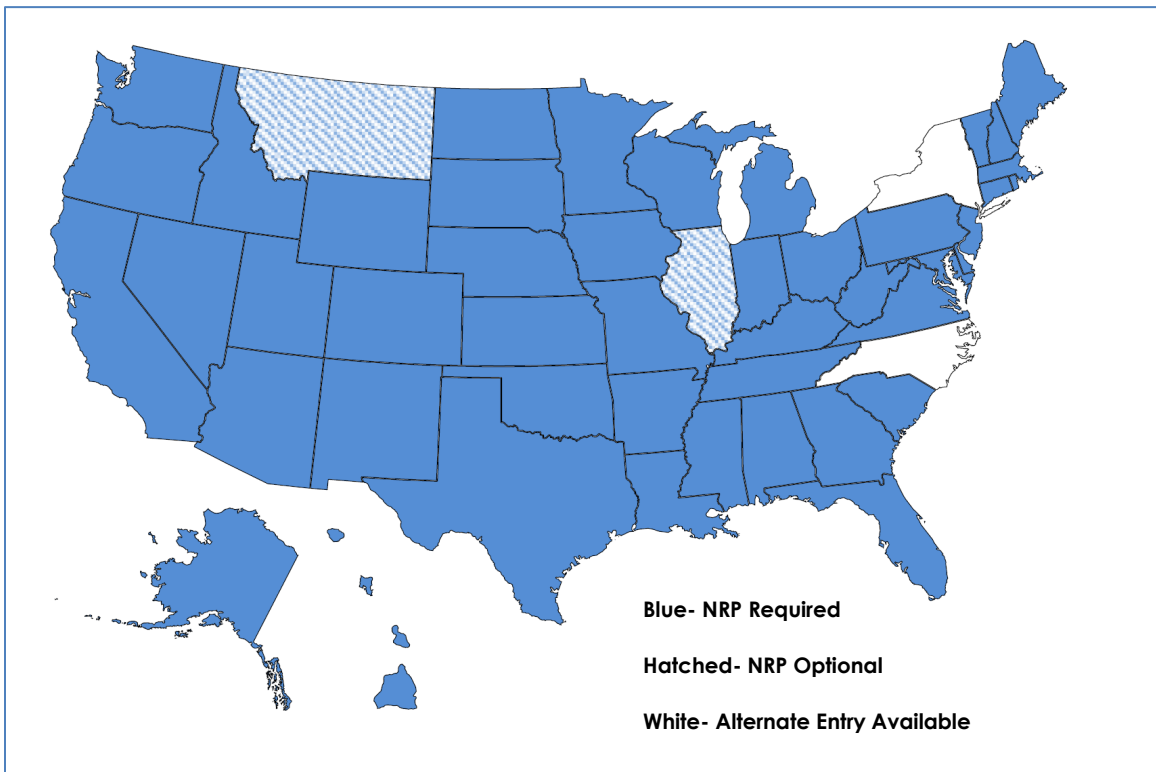 Blue- NRP Required
Hatched- NRP Optional
White- Alternate Entry Available